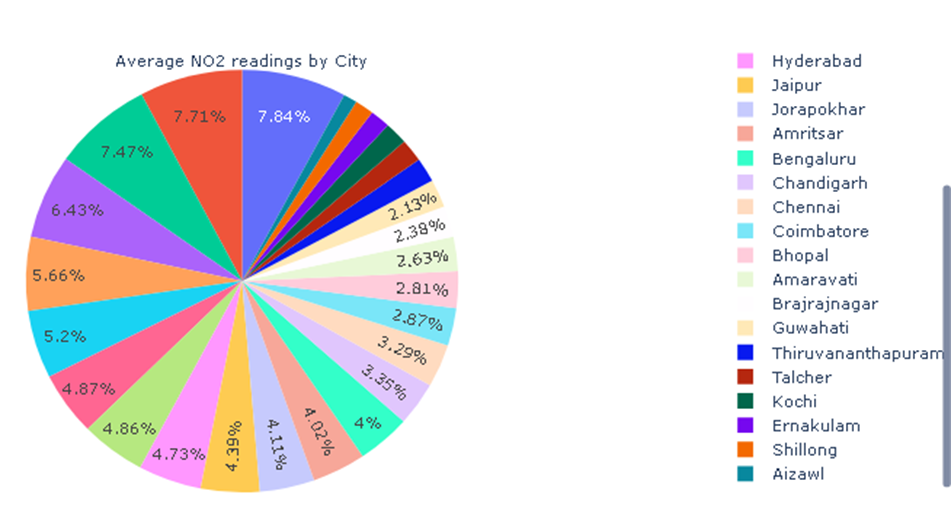 Average NO2 readings by City
7.84%
7.71%
7.47%
6.43%
5.66%
5.2%
4.87%
4.86%
4.73%
4.39%
4.11%
4.02%
4%
3.35%
3.29%
2.87%
2.81%
2.63%
2.38%
2.13%
Hyderabad
Jaipur
Jorapokhar
Amritsar
Bengaluru
Chandigarh
Chennai
Coimbatore
Bhopal
Amaravati
Brajrajnagar
Guwahati
Thiruvananthapuram
Talcher
Kochi
Ernakulam
Shillong
Aizawl